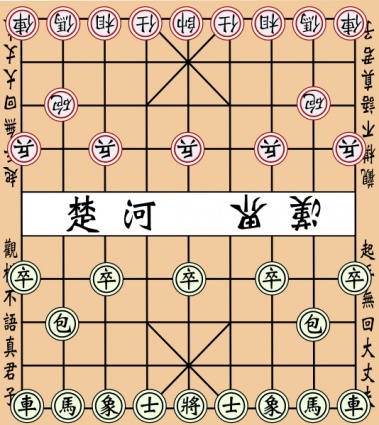 俥傌相仕帥仕相傌俥
砲 砲
兵 兵 兵 兵 兵
起手無回大丈夫
觀棋不語真君子
楚河 漢界
觀棋不語真君子
起手無回大丈夫
卒 卒 卒 卒 卒
包 包
車馬象士將士象馬車